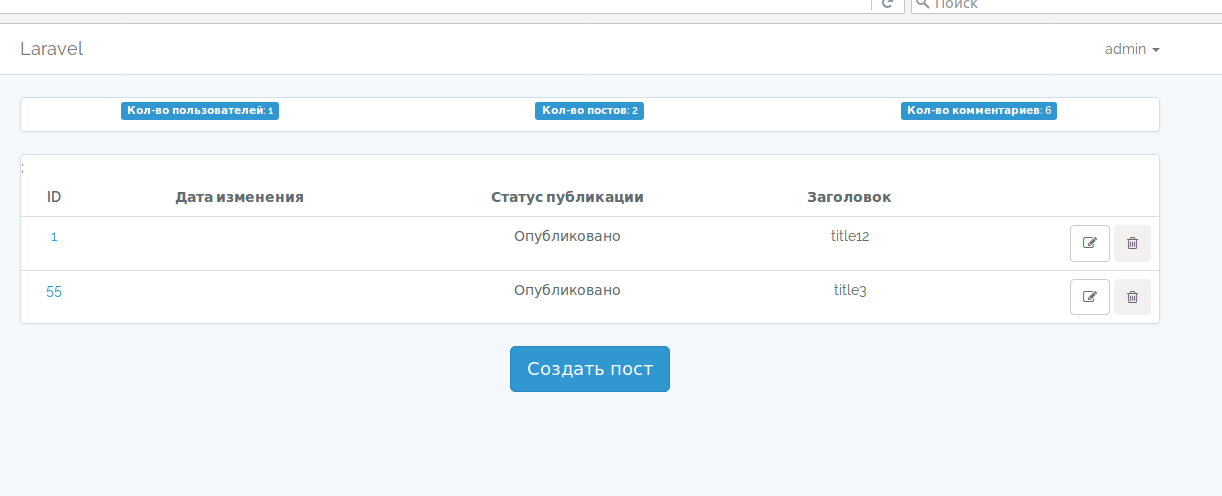 Поиск
Laravel admin
Кол-во пользователей: 1 Кол-во постов: 2 Кол-во комментариев: 6
;
ID Дата изменения Статус публикации Заголовок
1 Опубликовано title12
55 Опубликовано title3
Создать пост